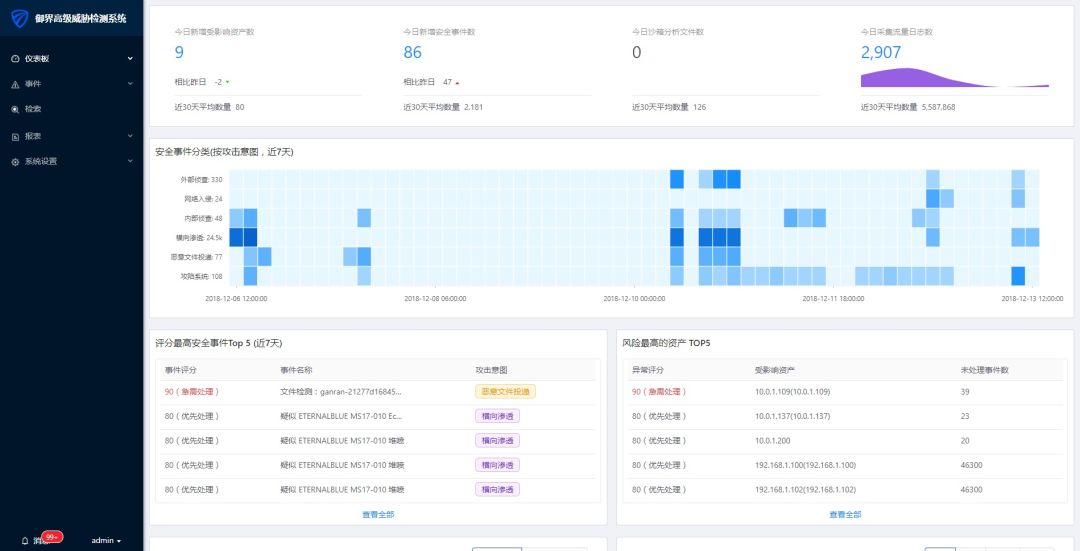 御界高级威胁检测系统
仪表板
事件
检索
报表
系统设置
99+
admin
今日新增受影响资产数 今日新增安全事件数 今日沙箱分析文件数 今日采集流量日志数
9 86 0 2,907
相比昨日 -2 相比昨日 47
近30天平均数量 80 近30天平均数量 2,181 近30天平均数量 126 近30天平均数量 5,587,868
安全事件分类(按攻击意图，近7天)
外部侦查: 330
网络入侵: 24
内部侦查: 48
横向渗透: 24.5k
恶意文件投递: 77
攻陷系统: 108
2018-12-06 12:00:00 2018-12-08 06:00:00 2018-12-10 00:00:00 2018-12-11 18:00:00 2018-12-13 12:00:00
评分最高安全事件Top 5 (近7天)
事件评分 事件名称 攻击意图
90（急需处理） 文件检测：ganran-21277d16845... 恶意文件投递
80（优先处理） 疑似 ETERNALBLUE MS17-010 Ec... 横向渗透
80（优先处理） 疑似 ETERNALBLUE MS17-010 堆喷 横向渗透
80（优先处理） 疑似 ETERNALBLUE MS17-010 堆喷 横向渗透
80（优先处理） 疑似 ETERNALBLUE MS17-010 堆喷 横向渗透
查看全部
风险最高的资产 TOP5
异常评分 受影响资产 未处理事件数
90（急需处理） 10.0.1.109(10.0.1.109) 39
80（优先处理） 10.0.1.137(10.0.1.137) 23
80（优先处理） 10.0.1.200 20
80（优先处理） 192.168.1.100(192.168.1.100) 46300
80（优先处理） 192.168.1.102(192.168.1.102) 46300
查看全部